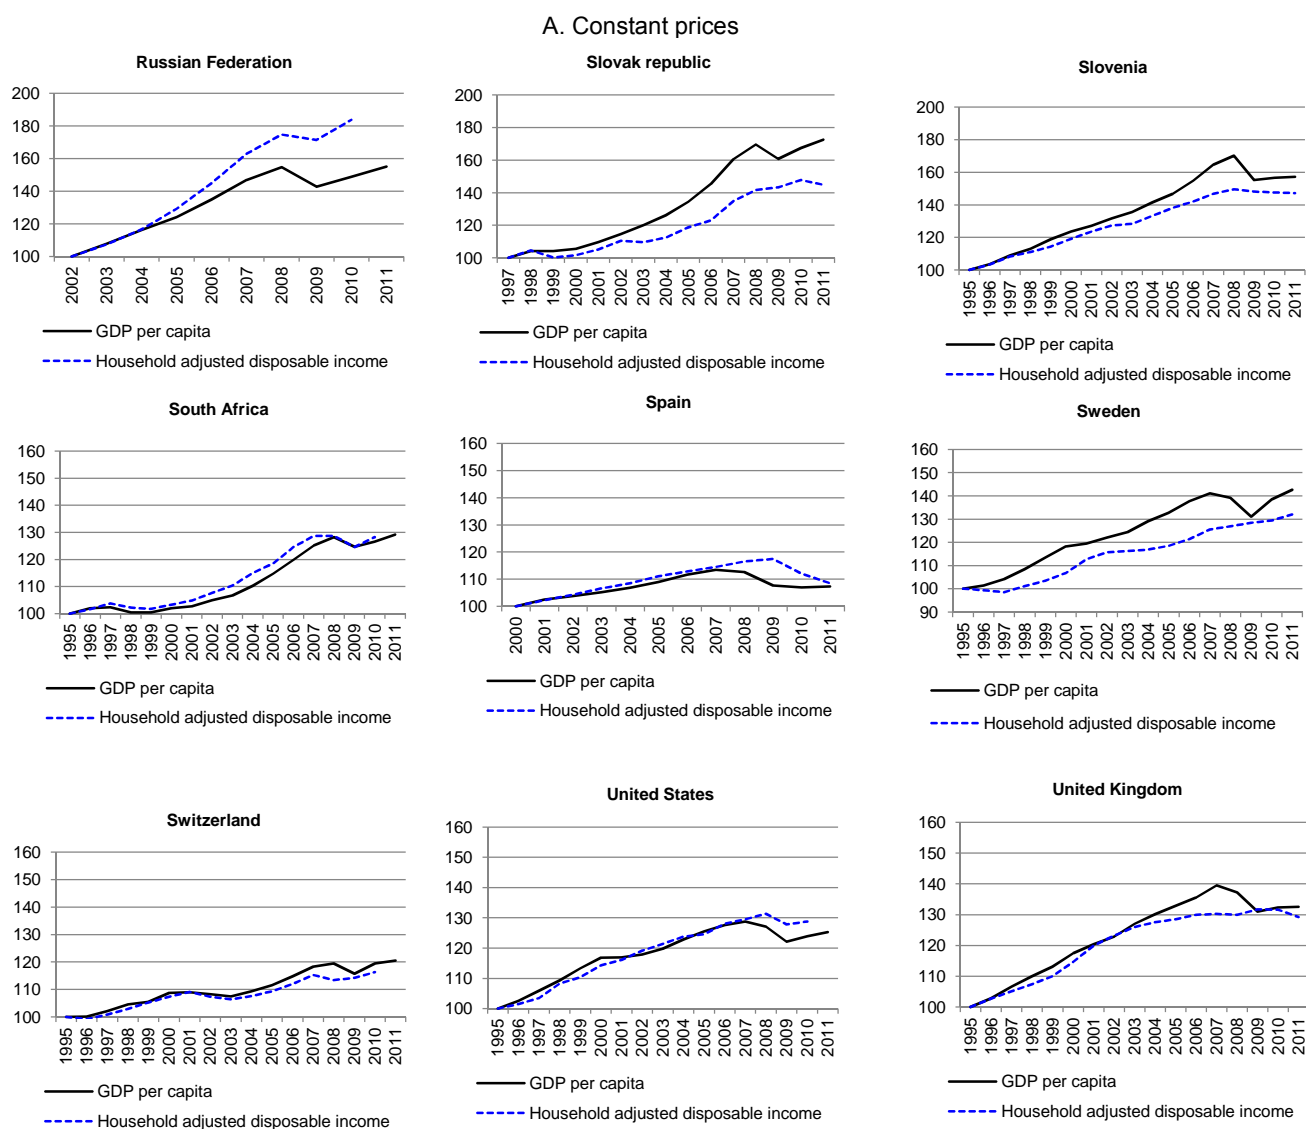 A. Constant prices
Russian Federation
200
180
160
140
120
100
2002 2003 2004 2005 2006 2007 2008 2009 2010 2011
GDP per capita
Household adjusted disposable income
Slovak republic
200
180
160
140
120
100
1997 1998 1999 2000 2001 2002 2003 2004 2005 2006 2007 2008 2009 2010 2011
GDP per capita
Household adjusted disposable income
Slovenia
200
180
160
140
120
100
1995 1996 1997 1998 1999 2000 2001 2002 2003 2004 2005 2006 2007 2008 2009 2010 2011
GDP per capita
Household adjusted disposable income
South Africa
160
150
140
130
120
110
100
1995 1996 1997 1998 1999 2000 2001 2002 2003 2004 2005 2006 2007 2008 2009 2010 2011
GDP per capita
Household adjusted disposable income
Spain
160
150
140
130
120
110
100
2000 2001 2002 2003 2004 2005 2006 2007 2008 2009 2010 2011
GDP per capita
Household adjusted disposable income
Sweden
160
150
140
130
120
110
100
90
1995 1996 1997 1998 1999 2000 2001 2002 2003 2004 2005 2006 2007 2008 2009 2010 2011
GDP per capita
Household adjusted disposable income
Switzerland
160
150
140
130
120
110
100
1995 1996 1997 1998 1999 2000 2001 2002 2003 2004 2005 2006 2007 2008 2009 2010 2011
GDP per capita
Household adjusted disposable income
United States
160
150
140
130
120
110
100
1995 1996 1997 1998 1999 2000 2001 2002 2003 2004 2005 2006 2007 2008 2009 2010 2011
GDP per capita
Household adjusted disposable income
United Kingdom
160
150
140
130
120
110
100
1995 1996 1997 1998 1999 2000 2001 2002 2003 2004 2005 2006 2007 2008 2009 2010 2011
GDP per capita
Household adjusted disposable income